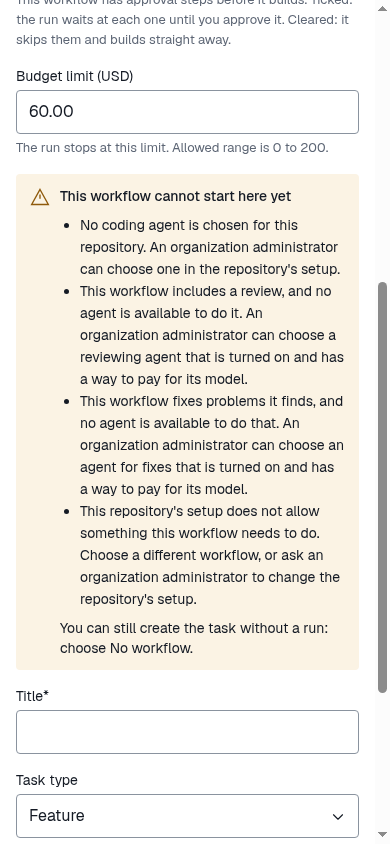 This workflow has approval steps before it builds. Ticked:
the run waits at each one until you approve it. Cleared: it
skips them and builds straight away.
Budget limit (USD)
60.00
The run stops at this limit. Allowed range is 0 to 200.
This workflow cannot start here yet
• No coding agent is chosen for this
repository. An organization administrator
can choose one in the repository's setup.
• This workflow includes a review, and no
agent is available to do it. An
organization administrator can choose a
reviewing agent that is turned on and has
a way to pay for its model.
• This workflow fixes problems it finds, and
no agent is available to do that. An
organization administrator can choose an
agent for fixes that is turned on and has
a way to pay for its model.
• This repository's setup does not allow
something this workflow needs to do.
Choose a different workflow, or ask an
organization administrator to change the
repository's setup.
You can still create the task without a run:
choose No workflow.
Title*
Task type
Feature